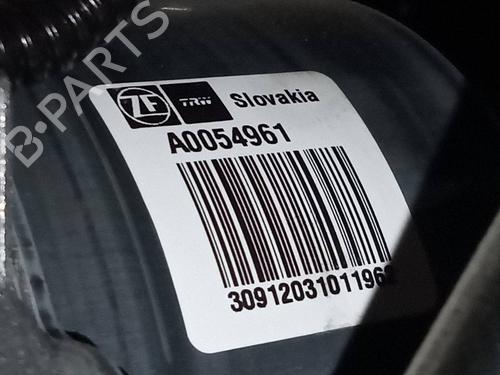 B-PARTS
ZF TRW Slovakia
A0054961
3091203101196